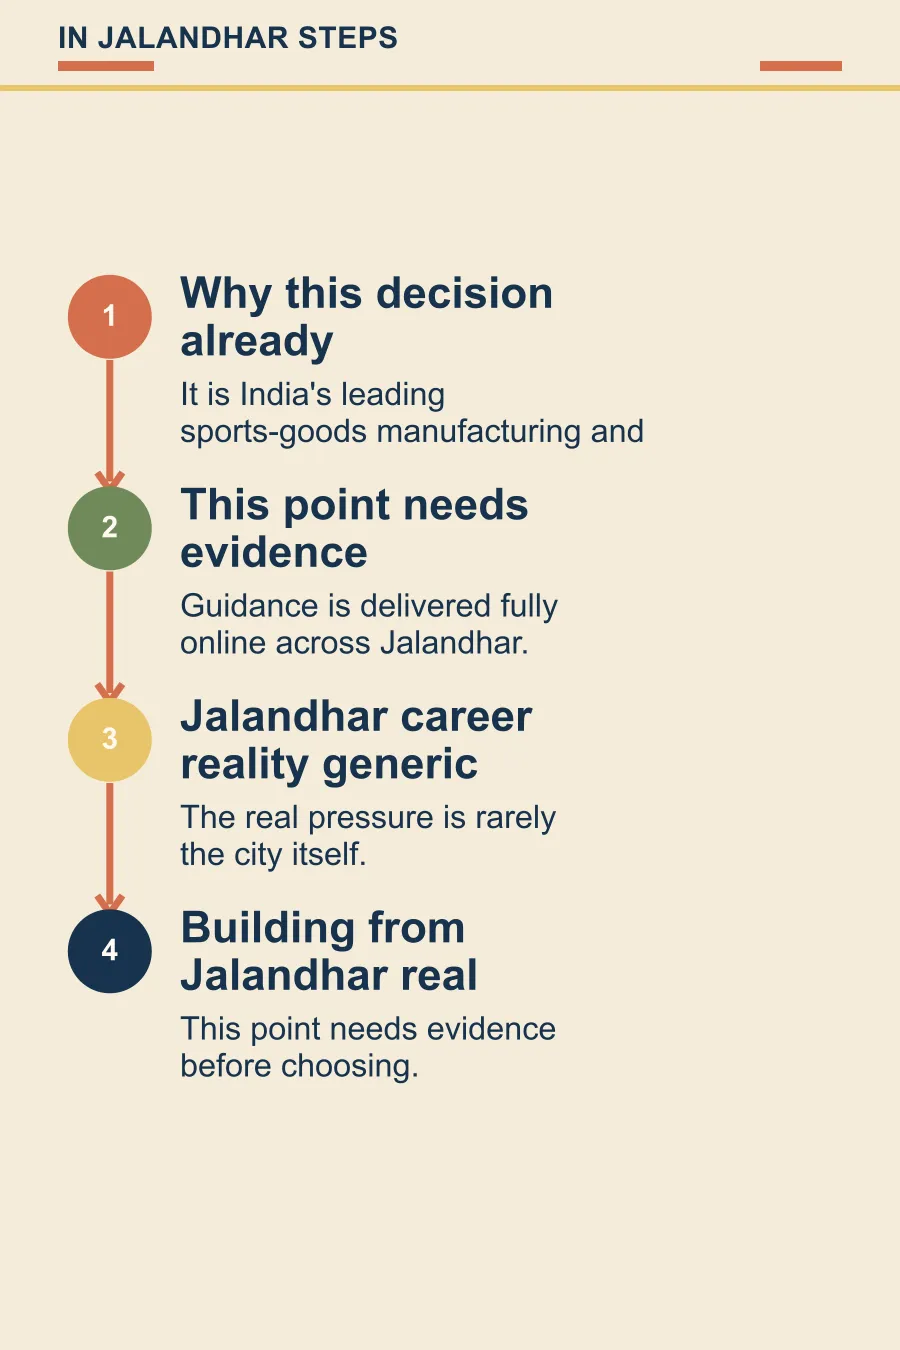 IN JALANDHAR STEPS
1
Why this decision
already
It is India's leading
sports-goods manufacturing and
2
This point needs
evidence
Guidance is delivered fully
online across Jalandhar.
3
Jalandhar career
reality generic
The real pressure is rarely
the city itself.
4
Building from
Jalandhar real
This point needs evidence
before choosing.